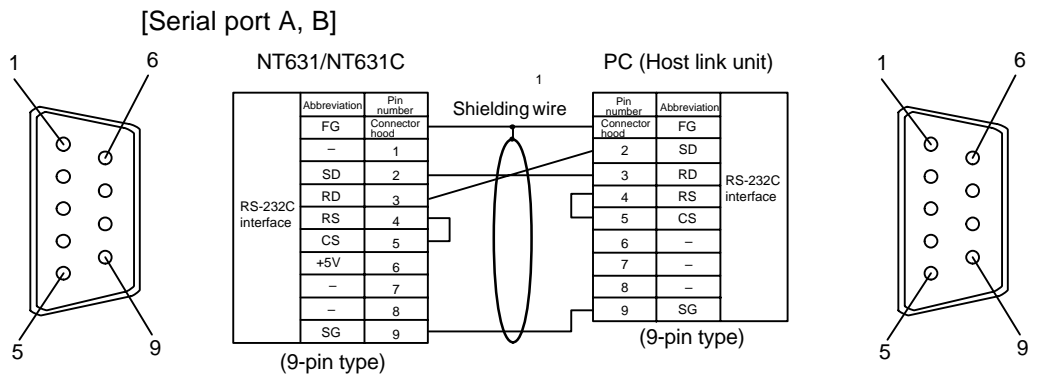 [Serial port A, B]
1
6
5
9
NT631/NT631C
RS-232C
interface
Abbreviation
Pin
number
FG
Connector
hood
–
1
SD
2
RD
3
RS
4
CS
5
+5V
6
–
7
–
8
SG
9
(9-pin type)
1
Shielding wire
PC (Host link unit)
Pin
number
Abbreviation
Connector
hood
FG
2
SD
3
RD
4
RS
5
CS
6
–
7
–
8
–
9
SG
RS-232C
interface
(9-pin type)
1
6
5
9